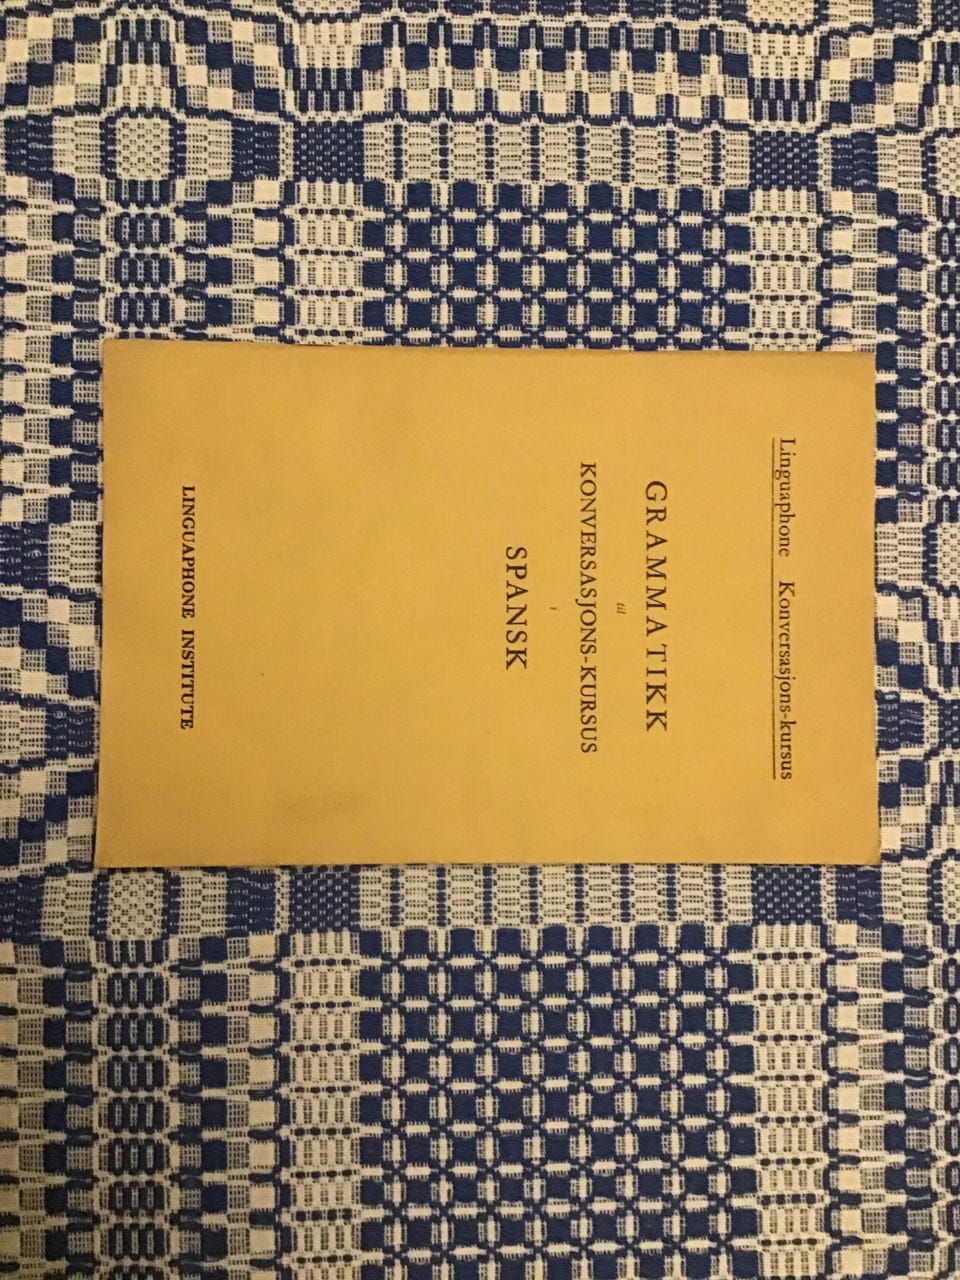 Linguaphone Konversasjons-kursus
GRAMMATIKK
til
KONVERSASJONS-KURSUS
i
SPANSK
LINGUAPHONE INSTITUTE